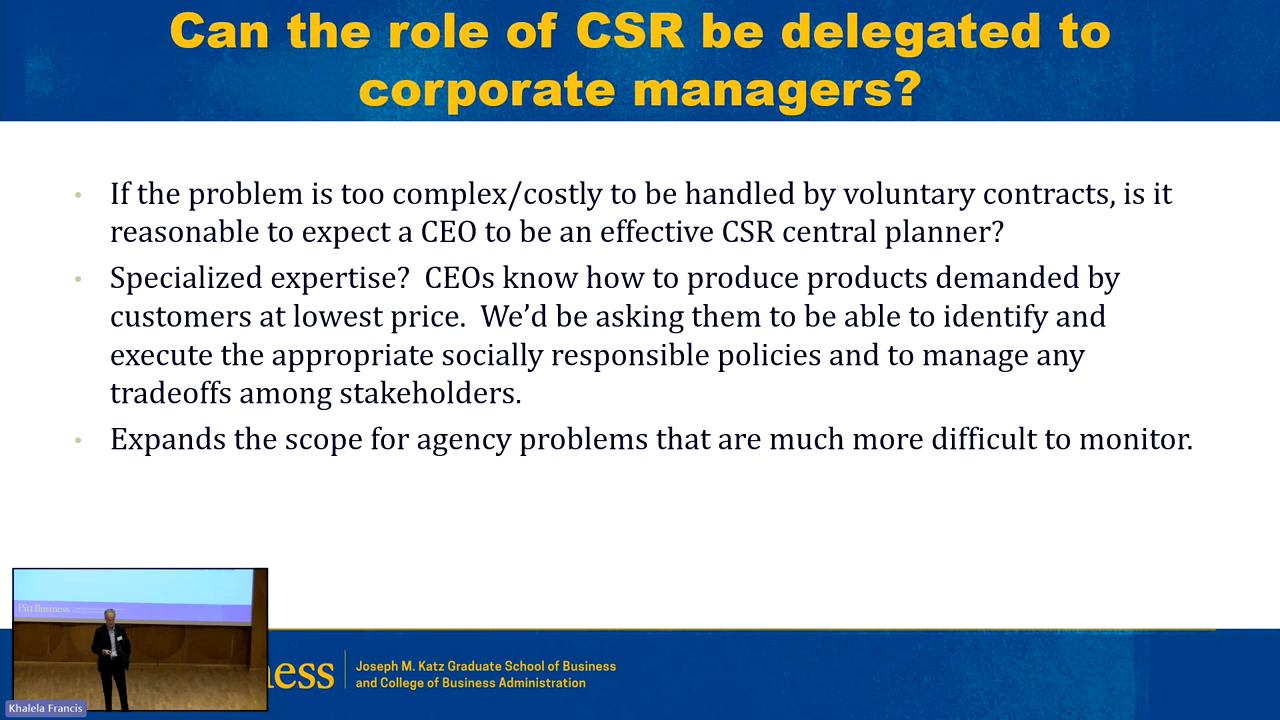 Can the role of CSR be delegated to
corporate managers?
• If the problem is too complex/costly to be handled by voluntary contracts, is it
reasonable to expect a CEO to be an effective CSR central planner?
• Specialized expertise?  CEOs know how to produce products demanded by
customers at lowest price.  We’d be asking them to be able to identify and
execute the appropriate socially responsible policies and to manage any
tradeoffs among stakeholders.
• Expands the scope for agency problems that are much more difficult to monitor.
Pitt Business
ness
Joseph M. Katz Graduate School of Business
and College of Business Administration
Khalela Francis